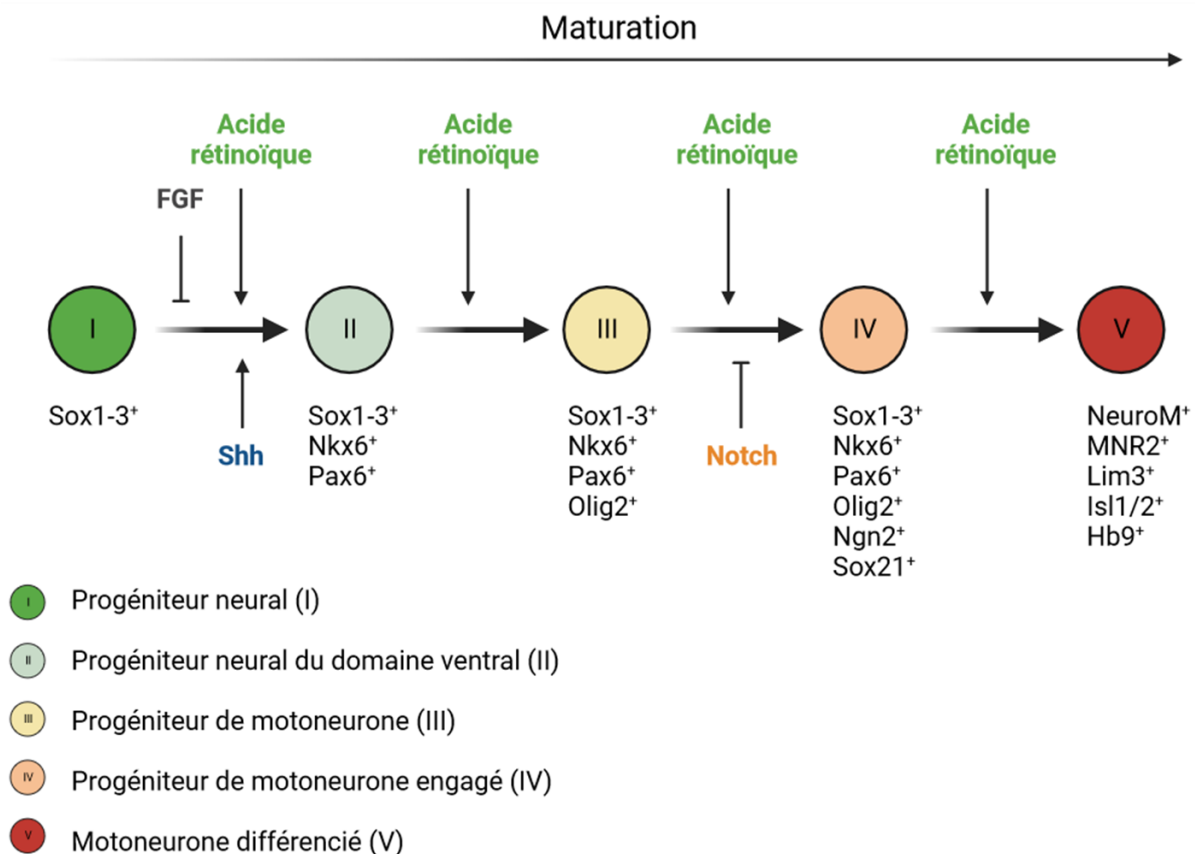 Maturation
Acide
rétinoïque
Acide
rétinoïque
Acide
rétinoïque
Acide
rétinoïque
FGF
I
II
III
IV
V
Sox1-3⁺
Shh
Sox1-3⁺
Nkx6⁺
Pax6⁺
Sox1-3⁺
Nkx6⁺
Pax6⁺
Olig2⁺
Notch
Sox1-3⁺
Nkx6⁺
Pax6⁺
Olig2⁺
Ngn2⁺
Sox21⁺
NeuroM⁺
MNR2⁺
Lim3⁺
Isl1/2⁺
Hb9⁺
I Progéniteur neural (I)
II Progéniteur neural du domaine ventral (II)
III Progéniteur de motoneurone (III)
IV Progéniteur de motoneurone engagé (IV)
V Motoneurone différencié (V)